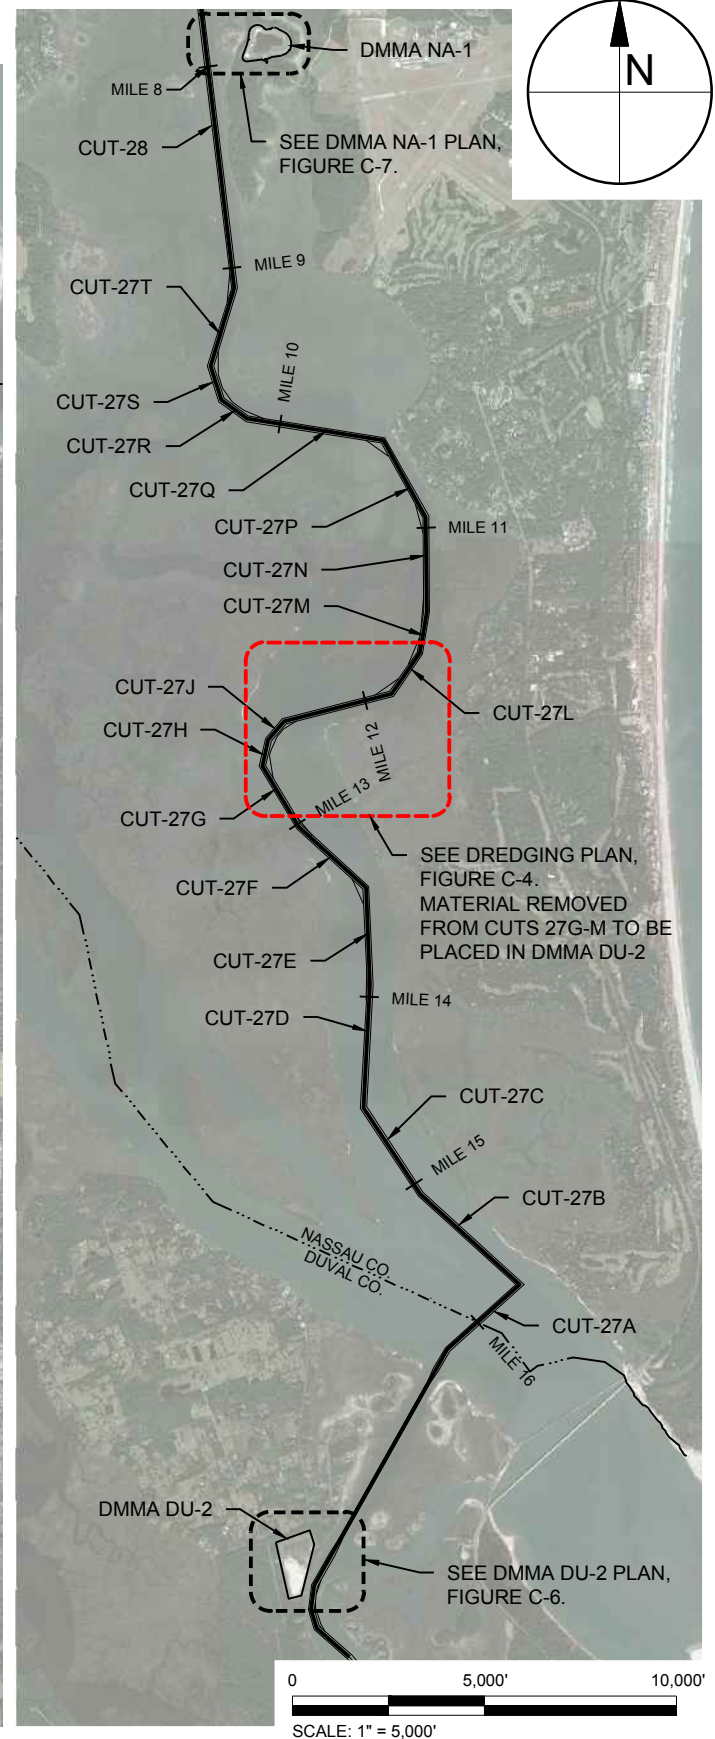 DMMA NA-1
N
MILE 8
CUT-28
SEE DMMA NA-1 PLAN,
FIGURE C-7.
MILE 9
CUT-27T
MILE 10
CUT-27S
CUT-27R
CUT-27Q
CUT-27P
MILE 11
CUT-27N
CUT-27M
CUT-27J
CUT-27L
CUT-27H
MILE 12
MILE 13
CUT-27G
SEE DREDGING PLAN,
FIGURE C-4.
MATERIAL REMOVED
FROM CUTS 27G-M TO BE
PLACED IN DMMA DU-2
CUT-27F
CUT-27E
MILE 14
CUT-27D
CUT-27C
MILE 15
CUT-27B
NASSAU CO.
DUVAL CO.
CUT-27A
MILE 16
DMMA DU-2
SEE DMMA DU-2 PLAN,
FIGURE C-6.
0 5,000' 10,000'
SCALE: 1" = 5,000'